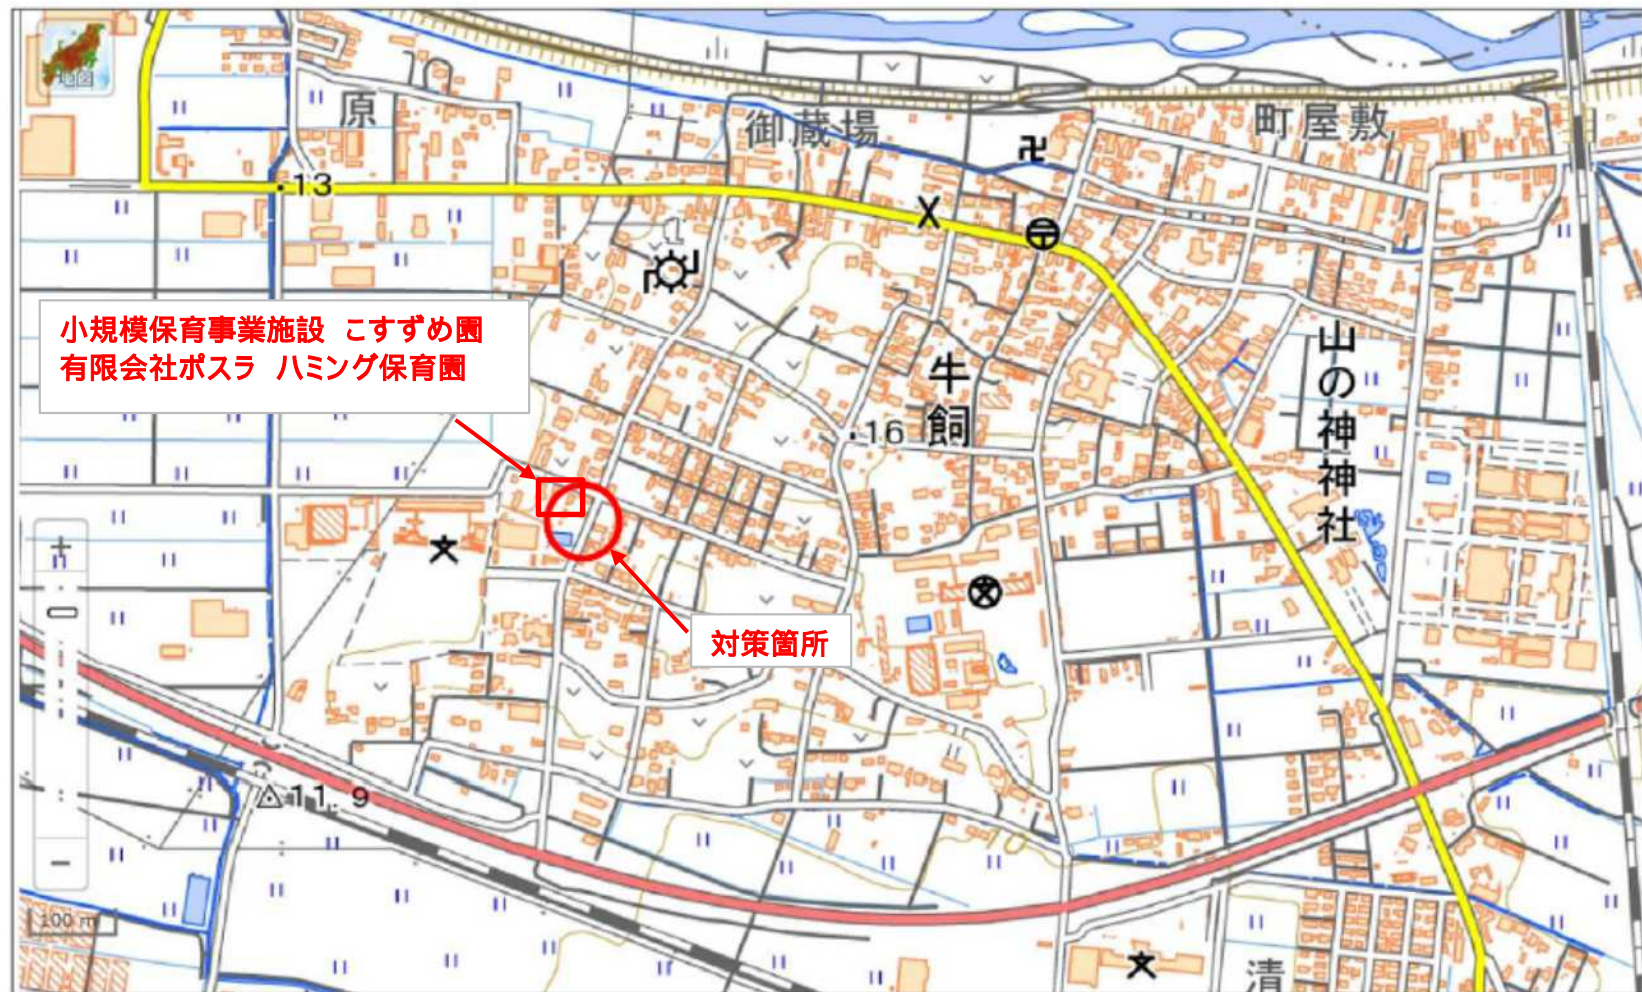 地図
原
御蔵場
町屋敷
13
小規模保育事業施設 こすずめ園
有限会社ポスラ ハミング保育園
牛飼
16
山の神神社
対策箇所
11.9
100 m
清